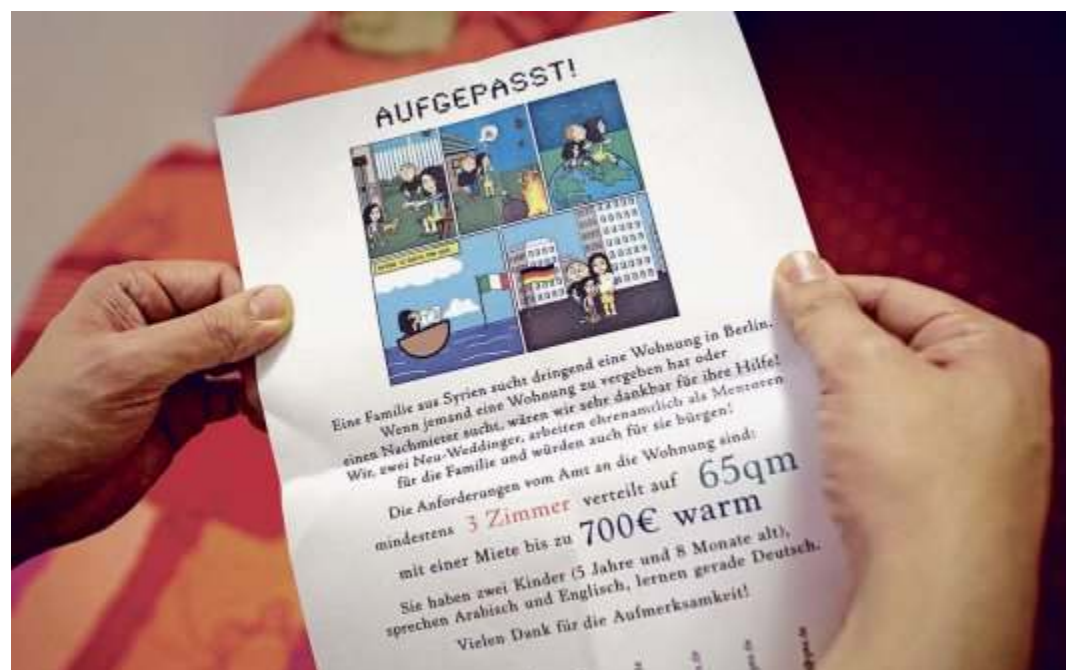 AUFGEPASST!
Eine Familie aus Syrien sucht dringend eine Wohnung in Berlin.
Wenn jemand eine Wohnung zu vergeben hat oder
einen Nachmieter sucht, wären wir sehr dankbar für ihre Hilfe!
Wir, zwei Neu-Weddinger, arbeiten ehrenamtlich als Mentoren
für die Familie und würden auch für sie bürgen!
Die Anforderungen vom Amt an die Wohnung sind:
mindestens 3 Zimmer verteilt auf 65qm
mit einer Miete bis zu 700€ warm
Sie haben zwei Kinder (5 Jahre und 8 Monate alt),
sprechen Arabisch und Englisch, lernen gerade Deutsch.
Vielen Dank für die Aufmerksamkeit!